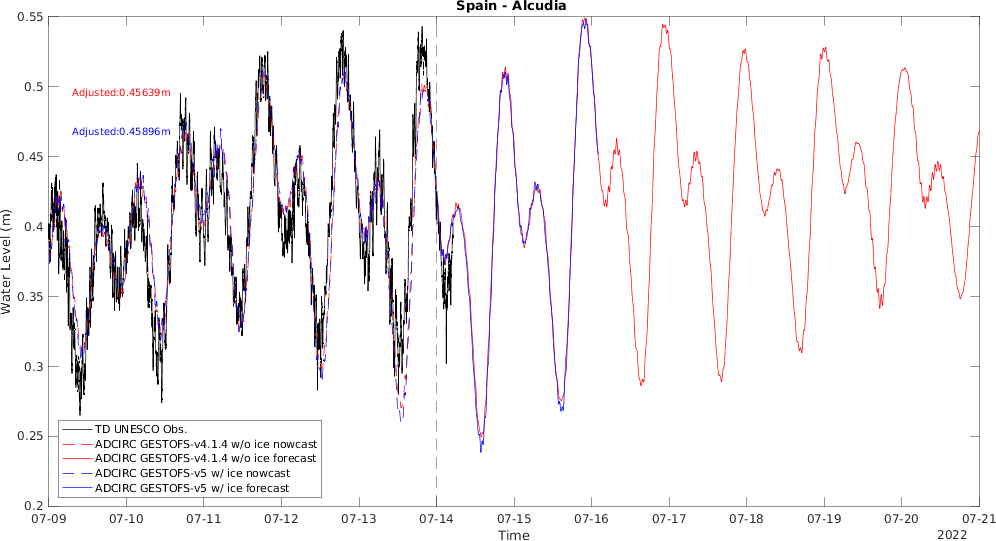 Spain - Alcudia
0.55
0.5
0.45
0.4
0.35
0.3
0.25
0.2
Water Level (m)
Adjusted:0.45639m
Adjusted:0.45896m
TD UNESCO Obs.
ADCIRC GESTOFS-v4.1.4 w/o ice nowcast
ADCIRC GESTOFS-v4.1.4 w/o ice forecast
ADCIRC GESTOFS-v5 w/ ice nowcast
ADCIRC GESTOFS-v5 w/ ice forecast
07-09 07-10 07-11 07-12 07-13 07-14 07-15 07-16 07-17 07-18 07-19 07-20 07-21
Time
2022